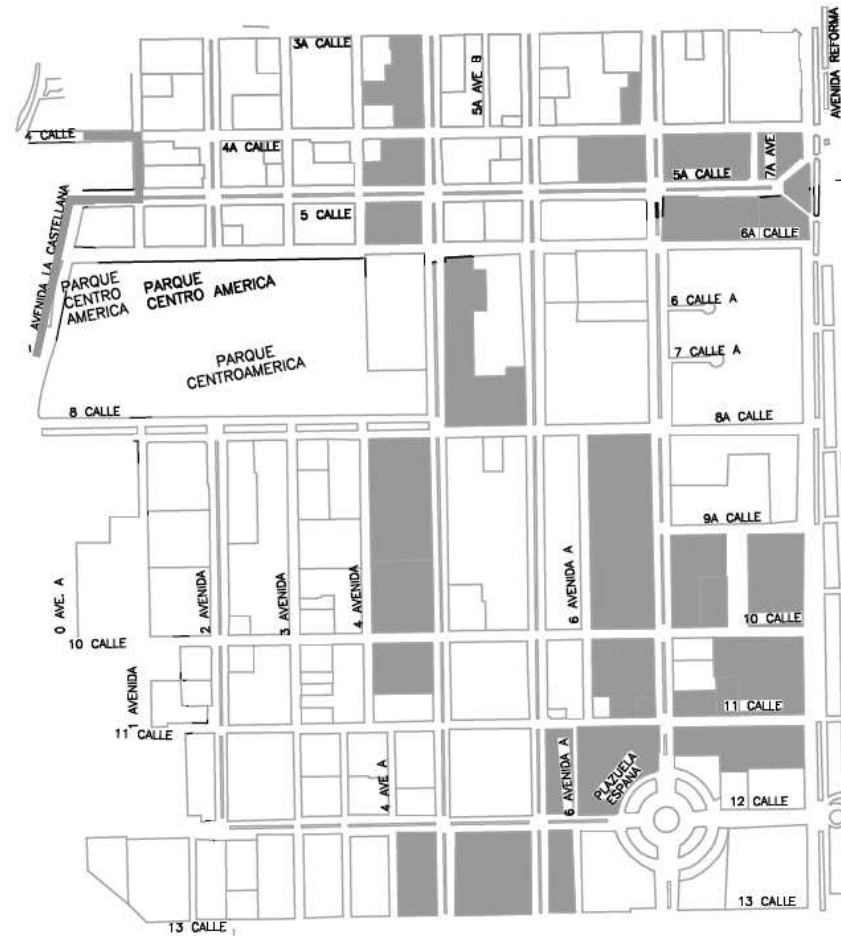 AVENIDA REFORMA
3A CALLE
5A AVE B
4 CALLE
4A CALLE
5A CALLE
7A AVE
5 CALLE
6A CALLE
AVENIDA LA CASTELLANA
PARQUE
CENTRO
AMERICA
PARQUE
CENTRO AMERICA
6 CALLE A
PARQUE
CENTROAMERICA
7 CALLE A
8 CALLE
8A CALLE
9A CALLE
0 AVE. A
2 AVENIDA
3 AVENIDA
4 AVENIDA
6 AVENIDA A
10 CALLE
10 CALLE
1 AVENIDA
11 CALLE
11 CALLE
4 AVE A
6 AVENIDA A
PLAZUELA
ESPAÑA
12 CALLE
13 CALLE
13 CALLE